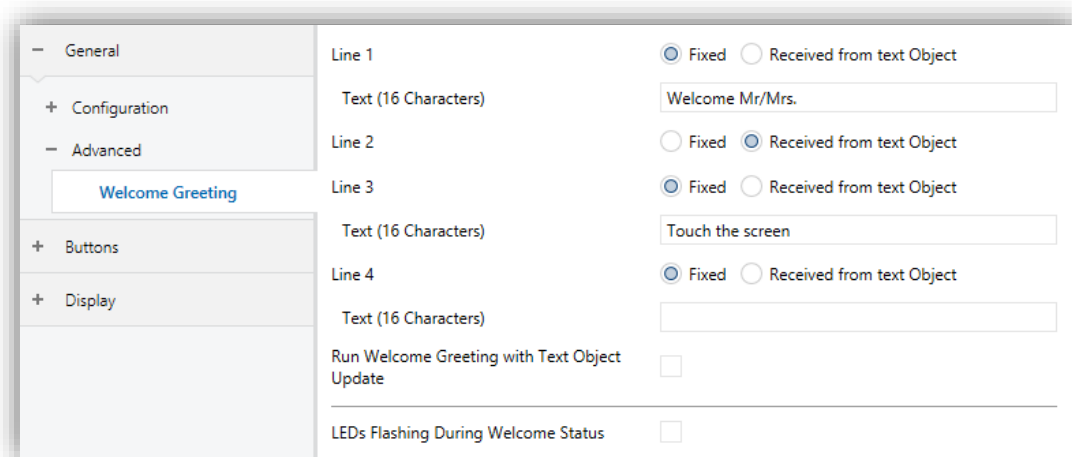 General
Configuration
Advanced
Welcome Greeting
Buttons
Display
Line 1 Fixed Received from text Object
Text (16 Characters) Welcome Mr/Mrs.
Line 2 Fixed Received from text Object
Line 3 Fixed Received from text Object
Text (16 Characters) Touch the screen
Line 4 Fixed Received from text Object
Text (16 Characters)
Run Welcome Greeting with Text Object
Update
LEDs Flashing During Welcome Status